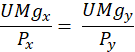 UMg_x / P_x = UMg_y / P_y